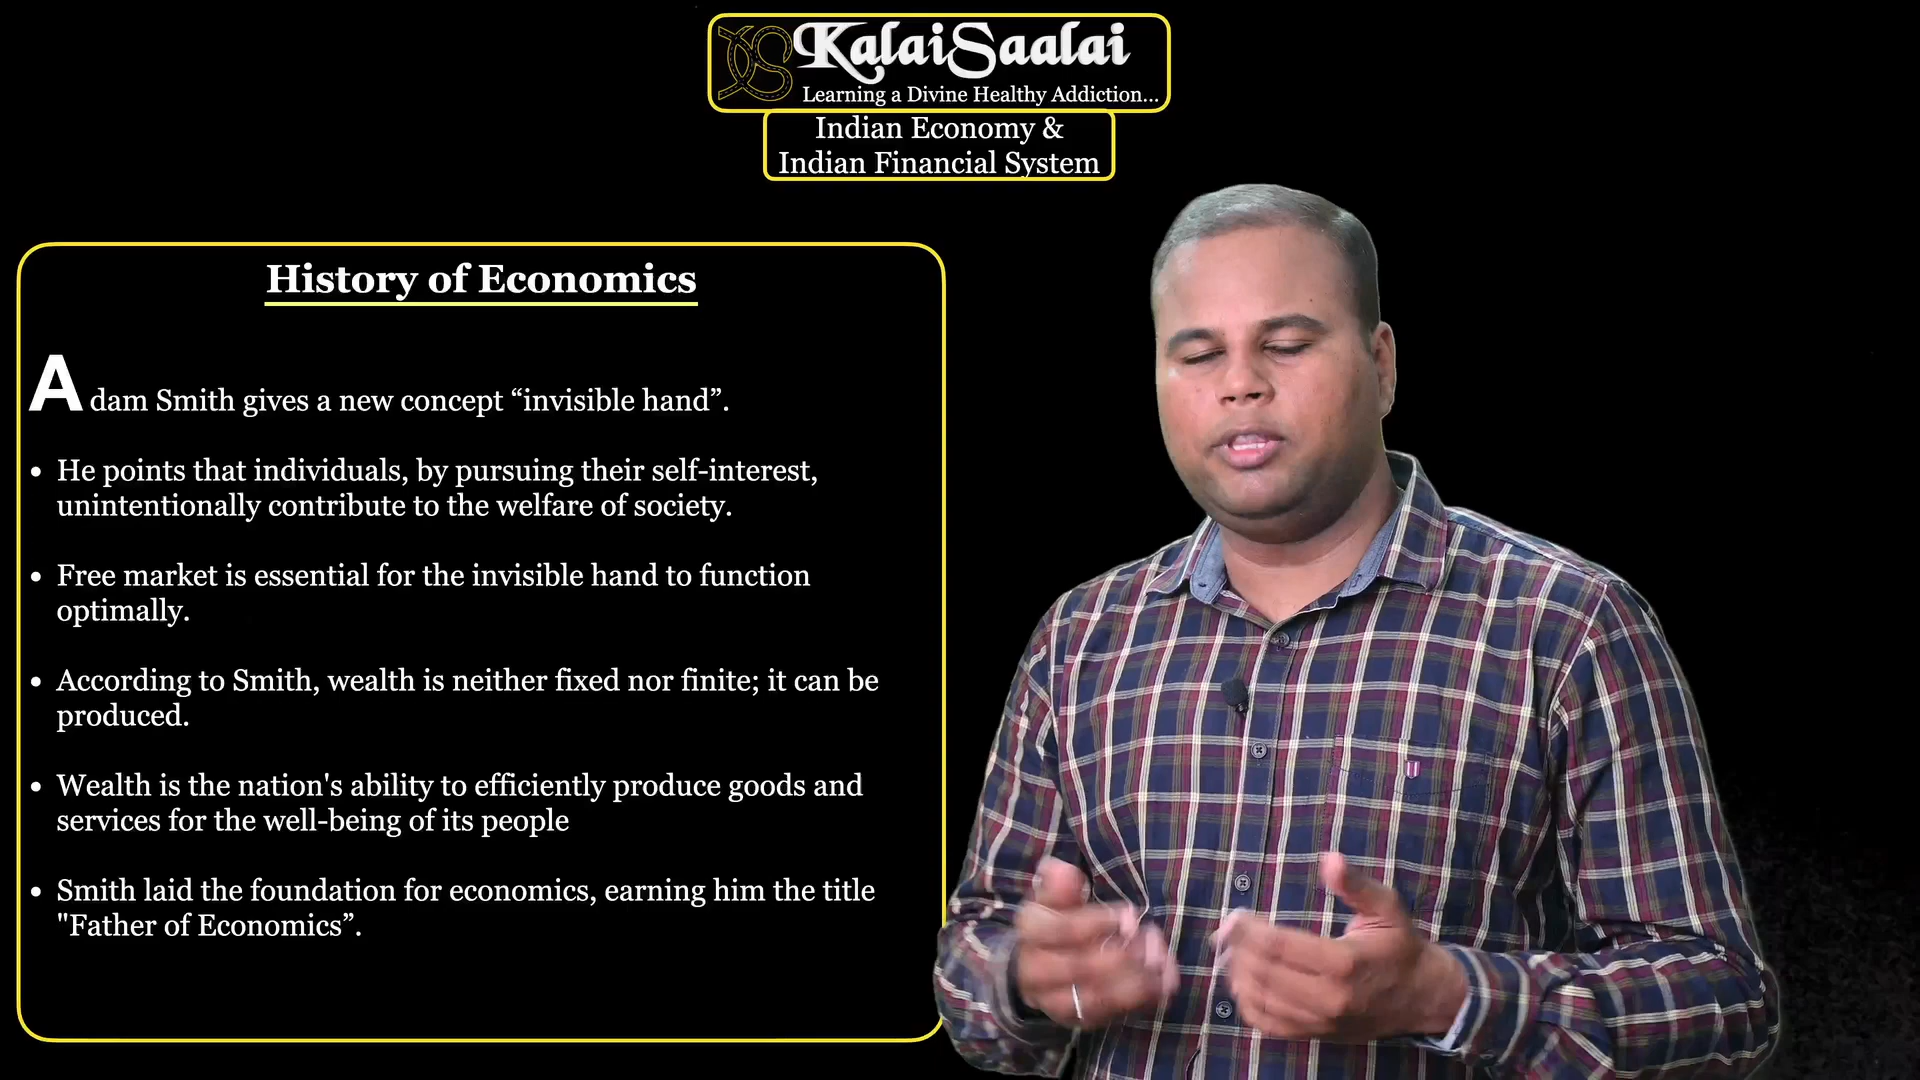 KalaiSaalai
Learning a Divine Healthy Addiction...
Indian Economy &
Indian Financial System
History of Economics
A dam Smith gives a new concept “invisible hand”.
• He points that individuals, by pursuing their self-interest,
unintentionally contribute to the welfare of society.
• Free market is essential for the invisible hand to function
optimally.
• According to Smith, wealth is neither fixed nor finite; it can be
produced.
• Wealth is the nation's ability to efficiently produce goods and
services for the well-being of its people
• Smith laid the foundation for economics, earning him the title
"Father of Economics”.